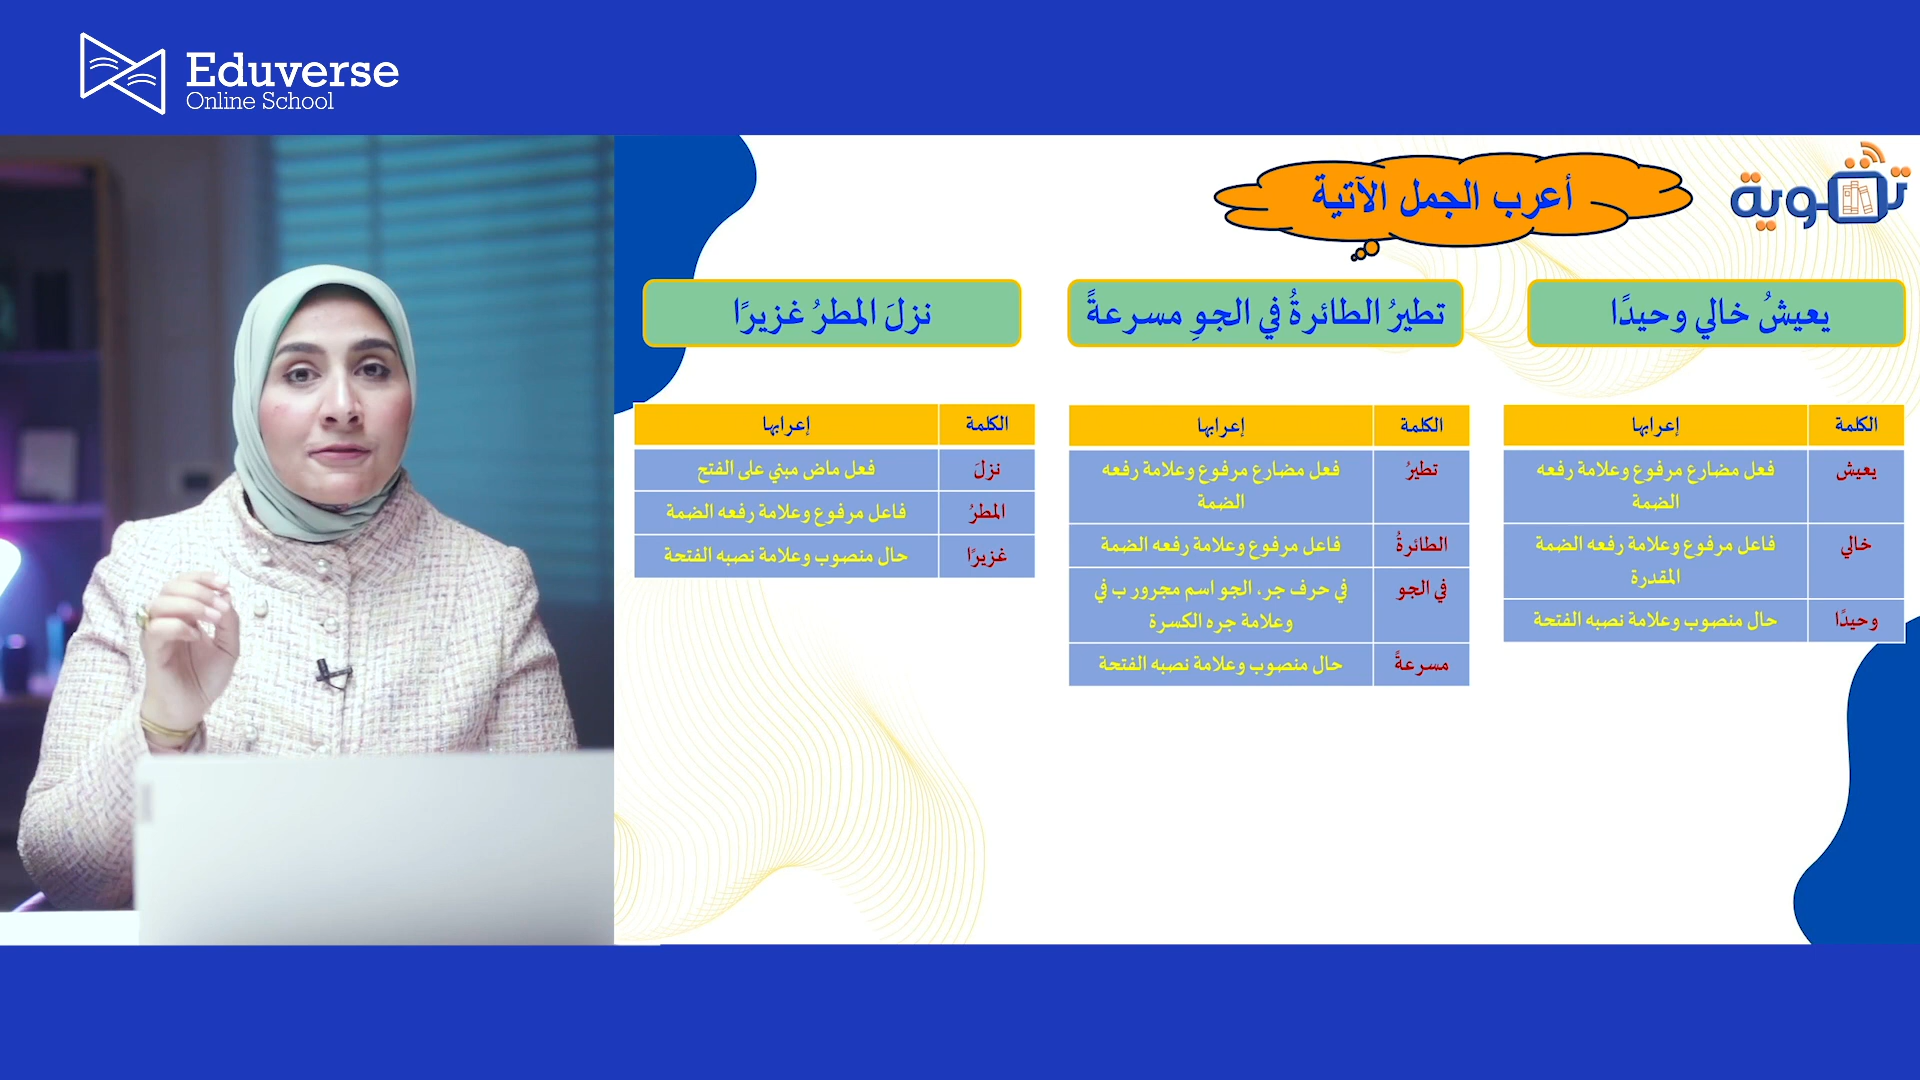 Eduverse
Online School
تقوية
أعرب الجمل الآتية
يعيشُ خالي وحيدًا
الكلمة إعرابها
يعيش فعل مضارع مرفوع وعلامة رفعه
الضمة
خالي فاعل مرفوع وعلامة رفعه الضمة
المقدرة
وحيدًا حال منصوب وعلامة نصبه الفتحة
تطيرُ الطائرةُ في الجوِ مسرعةً
الكلمة إعرابها
تطيرُ فعل مضارع مرفوع وعلامة رفعه
الضمة
الطائرةُ فاعل مرفوع وعلامة رفعه الضمة
في الجو في حرف جر، الجو اسم مجرور ب في
وعلامة جره الكسرة
مسرعةً حال منصوب وعلامة نصبه الفتحة
نزلَ المطرُ غزيرًا
الكلمة إعرابها
نزلَ فعل ماض مبني على الفتح
المطرُ فاعل مرفوع وعلامة رفعه الضمة
غزيرًا حال منصوب وعلامة نصبه الفتحة